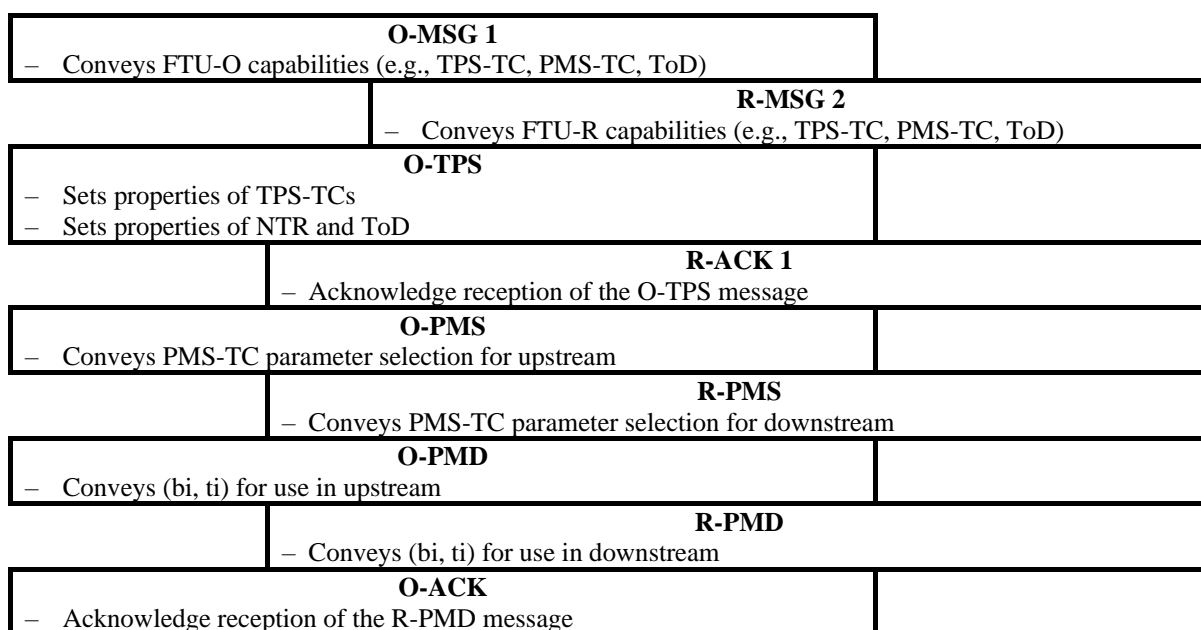 O-MSG 1
– Conveys FTU-O capabilities (e.g., TPS-TC, PMS-TC, ToD)
R-MSG 2
– Conveys FTU-R capabilities (e.g., TPS-TC, PMS-TC, ToD)
O-TPS
– Sets properties of TPS-TCs
– Sets properties of NTR and ToD
R-ACK 1
– Acknowledge reception of the O-TPS message
O-PMS
– Conveys PMS-TC parameter selection for upstream
R-PMS
– Conveys PMS-TC parameter selection for downstream
O-PMD
– Conveys (bi, ti) for use in upstream
R-PMD
– Conveys (bi, ti) for use in downstream
O-ACK
– Acknowledge reception of the R-PMD message